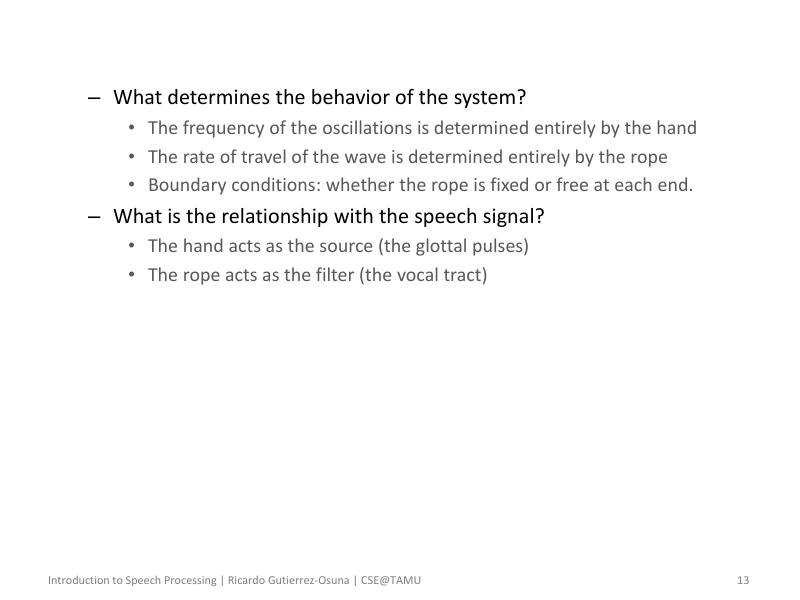 – What determines the behavior of the system?
• The frequency of the oscillations is determined entirely by the hand
• The rate of travel of the wave is determined entirely by the rope
• Boundary conditions: whether the rope is fixed or free at each end.
– What is the relationship with the speech signal?
• The hand acts as the source (the glottal pulses)
• The rope acts as the filter (the vocal tract)
Introduction to Speech Processing | Ricardo Gutierrez-Osuna | CSE@TAMU 13